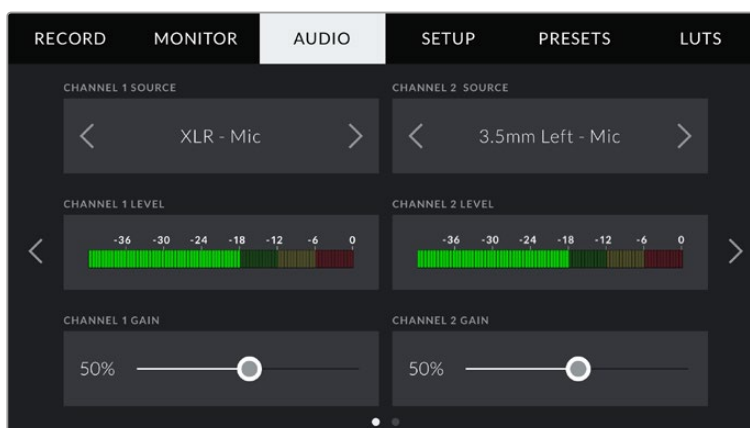 RECORD MONITOR AUDIO SETUP PRESETS LUTS
CHANNEL 1 SOURCE CHANNEL 2 SOURCE
XLR - Mic 3.5mm Left - Mic
CHANNEL 1 LEVEL CHANNEL 2 LEVEL
-36 -30 -24 -18 -12 -6 0 -36 -30 -24 -18 -12 -6 0
CHANNEL 1 GAIN CHANNEL 2 GAIN
50% 50%